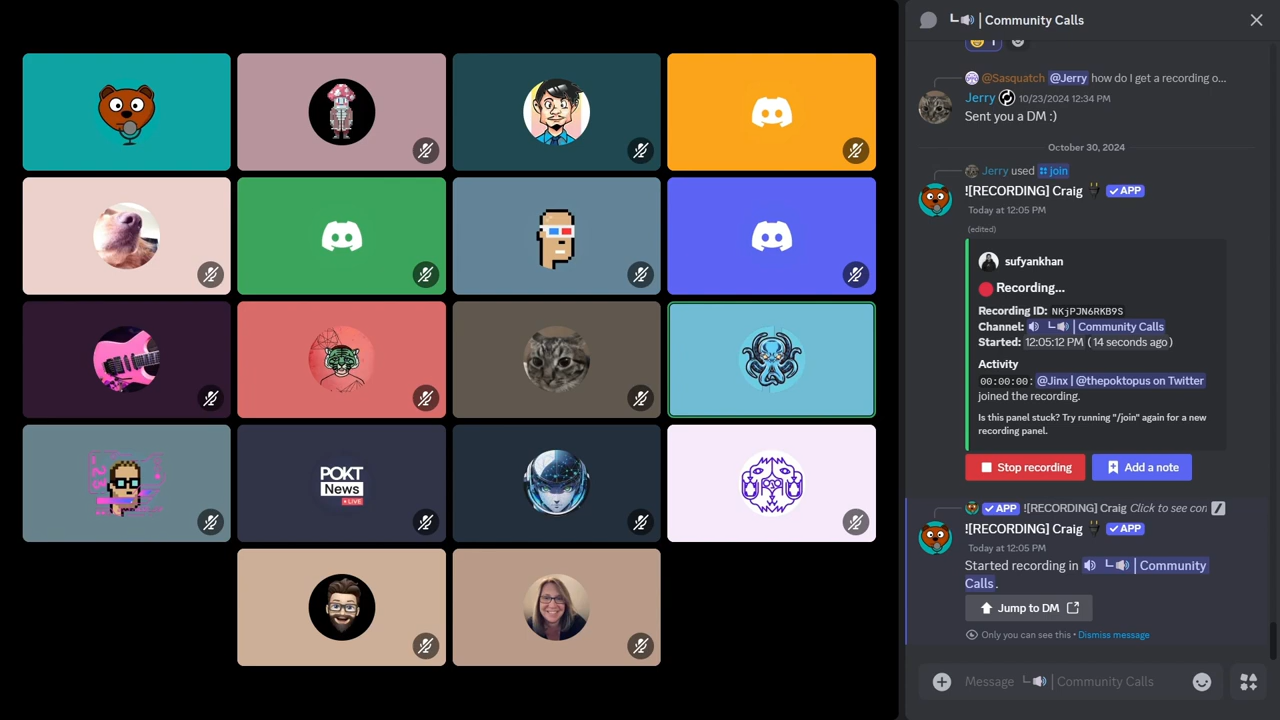 | Community Calls
1
@Sasquatch @Jerry how do I get a recording o...
Jerry 10/23/2024 12:34 PM
Sent you a DM :)
October 30, 2024
Jerry used join
![RECORDING] Craig APP
Today at 12:05 PM
(edited)
sufyankhan
Recording...
Recording ID: NKjPJN6RKB9S
Channel: | Community Calls
Started: 12:05:12 PM (14 seconds ago)
Activity
00:00:00: @Jinx | @thepoktopus on Twitter
joined the recording.
Is this panel stuck? Try running "/join" again for a new
recording panel.
Stop recording
Add a note
APP ![RECORDING] Craig Click to see con
![RECORDING] Craig APP
Today at 12:05 PM
Started recording in | Community
Calls.
Jump to DM
Only you can see this • Dismiss message
Message | Community Calls
POKT
News
LIVE